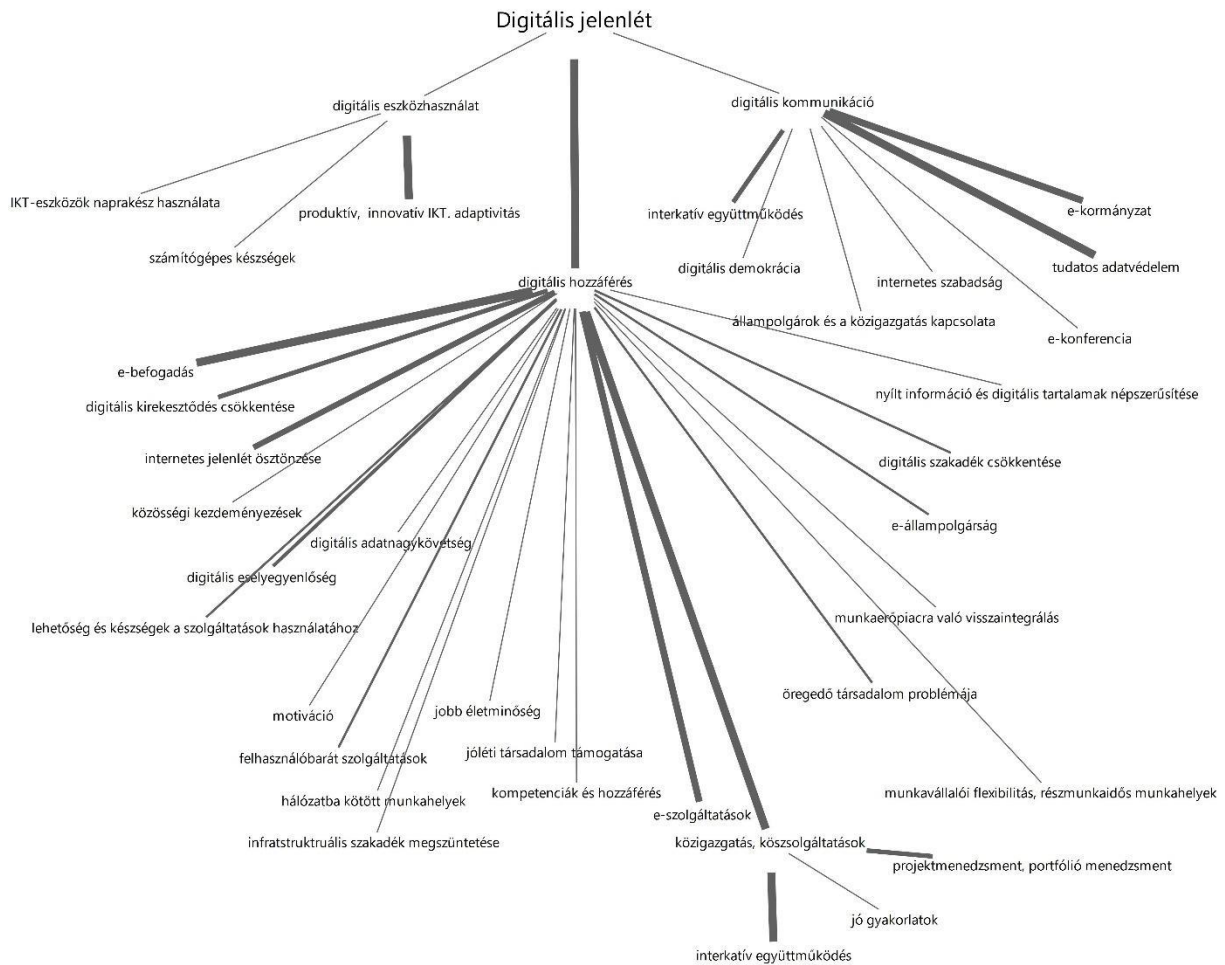 Digitális jelenlét
digitális eszközhasználat
digitális kommunikáció
IKT-eszközök naprakész használata
produktív, innovatív IKT. adaptivitás
interkatív együttműködés
e-kormányzat
számítógépes készségek
digitális demokrácia
tudatos adatvédelem
digitális hozzáférés
internetes szabadság
állampolgárok és a közigazgatás kapcsolata
e-konferencia
e-befogadás
digitális kirekesztődés csökkentése
nyílt információ és digitális tartalamak népszerűsítése
internetes jelenlét ösztönzése
digitális szakadék csökkentése
közösségi kezdeményezések
e-állampolgárság
digitális adatnagykövetség
digitális esélyegyenlőség
lehetőség és készségek a szolgáltatások használatához
munkaerőpiacra való visszaintegrálás
öregedő társadalom problémája
motiváció
jobb életminőség
felhasználóbarát szolgáltatások
jóléti társadalom támogatása
hálózatba kötött munkahelyek
kompetenciák és hozzáférés
munkavállalói flexibilitás, részmunkaidős munkahelyek
e-szolgáltatások
infratstruktruális szakadék megszüntetése
közigazgatás, köszsolgáltatások
projektmenedzsment, portfólió menedzsment
jó gyakorlatok
interkatív együttműködés